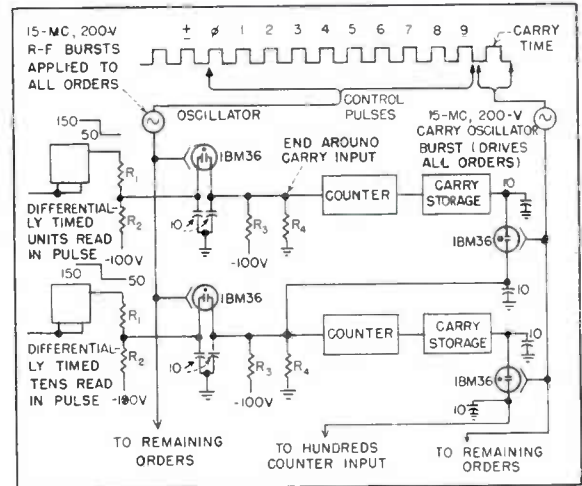 15-MC, 200-V
R-F BURSTS
APPLIED TO
ALL ORDERS
± ø 1 2 3 4 5 6 7 8 9
CARRY
TIME
OSCILLATOR
CONTROL
PULSES
15-MC, 200-V
CARRY OSCILLATOR
BURST (DRIVES
ALL ORDERS)
150
50
IBM36
END AROUND
CARRY INPUT
R1
COUNTER
CARRY
STORAGE
10
DIFFERENTIAL-
LY TIMED
UNITS READ
IN PULSE
R2
10
R3
R4
IBM36
-100V
-100V
10
150
50
IBM36
R1
COUNTER
CARRY
STORAGE
10
DIFFERENTIAL-
LY TIMED
TENS READ
IN PULSE
R2
10
R3
R4
IBM36
-100V
-100V
10
TO REMAINING
ORDERS
TO HUNDREDS
COUNTER INPUT
TO REMAINING
ORDERS